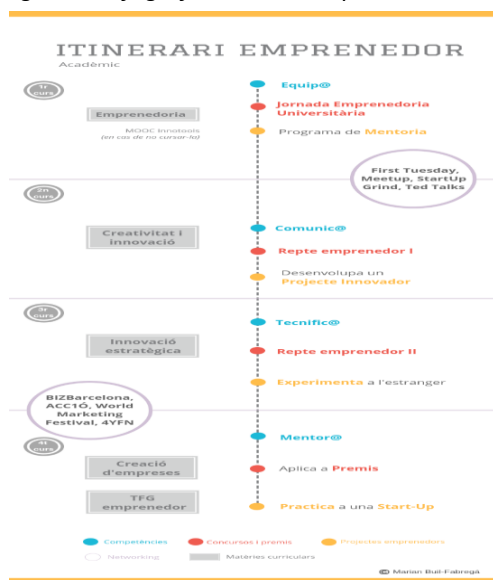 ITINERARI EMPRENEDOR
Acadèmic
1r
curs
Equip@
Jornada Emprenedoria
Universitària
Emprenedoria
MOOC Innotools
(en cas de no cursar-lo)
Programa de Mentoria
First Tuesday,
Meetup, StartUp
Grind, Ted Talks
2n
curs
Comunic@
Creativitat i
innovació
Repte emprenedor I
Desenvolupa un
Projecte Innovador
3r
curs
Tecnific@
Innovació
estratègica
Repte emprenedor II
Experimenta a l'estranger
BIZBarcelona,
ACC1Ó, World
Marketing
Festival, 4YFN
4t
curs
Mentor@
Creació
d'empreses
Aplica a Premis
TFG
emprenedor
Practica a una Start-Up
Competències
Concursos i premis
Projectes emprenedors
Networking
Matèries curriculars
Marian Buil-Fabregà